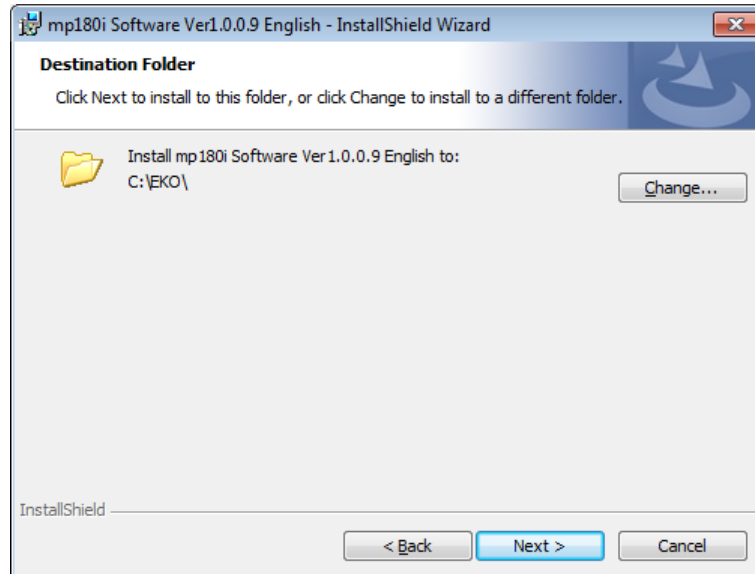 mp180i Software Ver1.0.0.9 English - InstallShield Wizard
Destination Folder
Click Next to install to this folder, or click Change to install to a different folder.
Install mp180i Software Ver1.0.0.9 English to:
C:\EKO\
Change...
InstallShield
< Back
Next >
Cancel